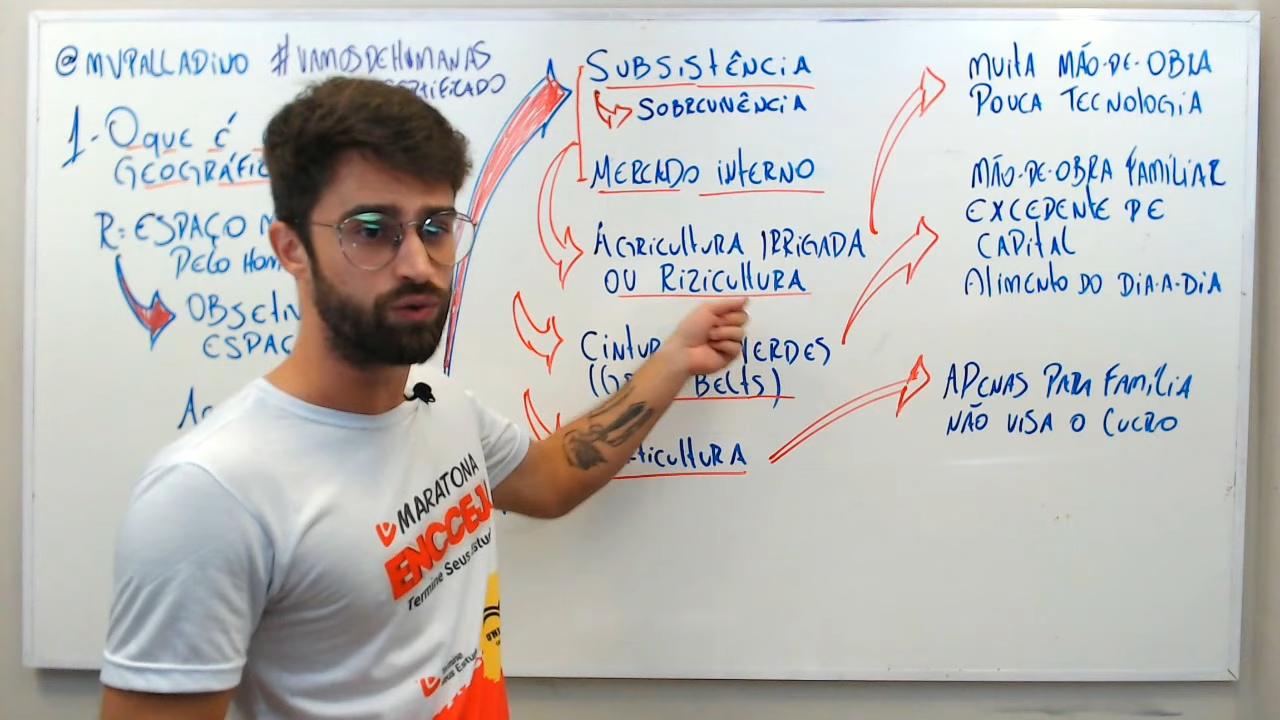 @MVPALLADINO #VAMOSDEHUMANAS
1- O que é
GEOGRÁFIC
R: ESPAÇO
PELO HOM
OBJETIV
ESPAÇ
SUBSISTÊNCIA
SOBREVIVÊNCIA
MERCADO INTERNO
AGRICULTURA IRRIGADA
OU RIZICULTURA
CINTUR VERDES
BELTS)
TICULTURA
MUITA MÃO-DE-OBRA
POUCA TECNOLOGIA
MÃO-DE-OBRA FAMILIAR
EXCEDENTE DE
CAPITAL
ALIMENTO DO DIA-A-DIA
APENAS PARA FAMÍLIA
NÃO VISA O LUCRO
MARATONA
ENCCEJA
Termine Seus Estud